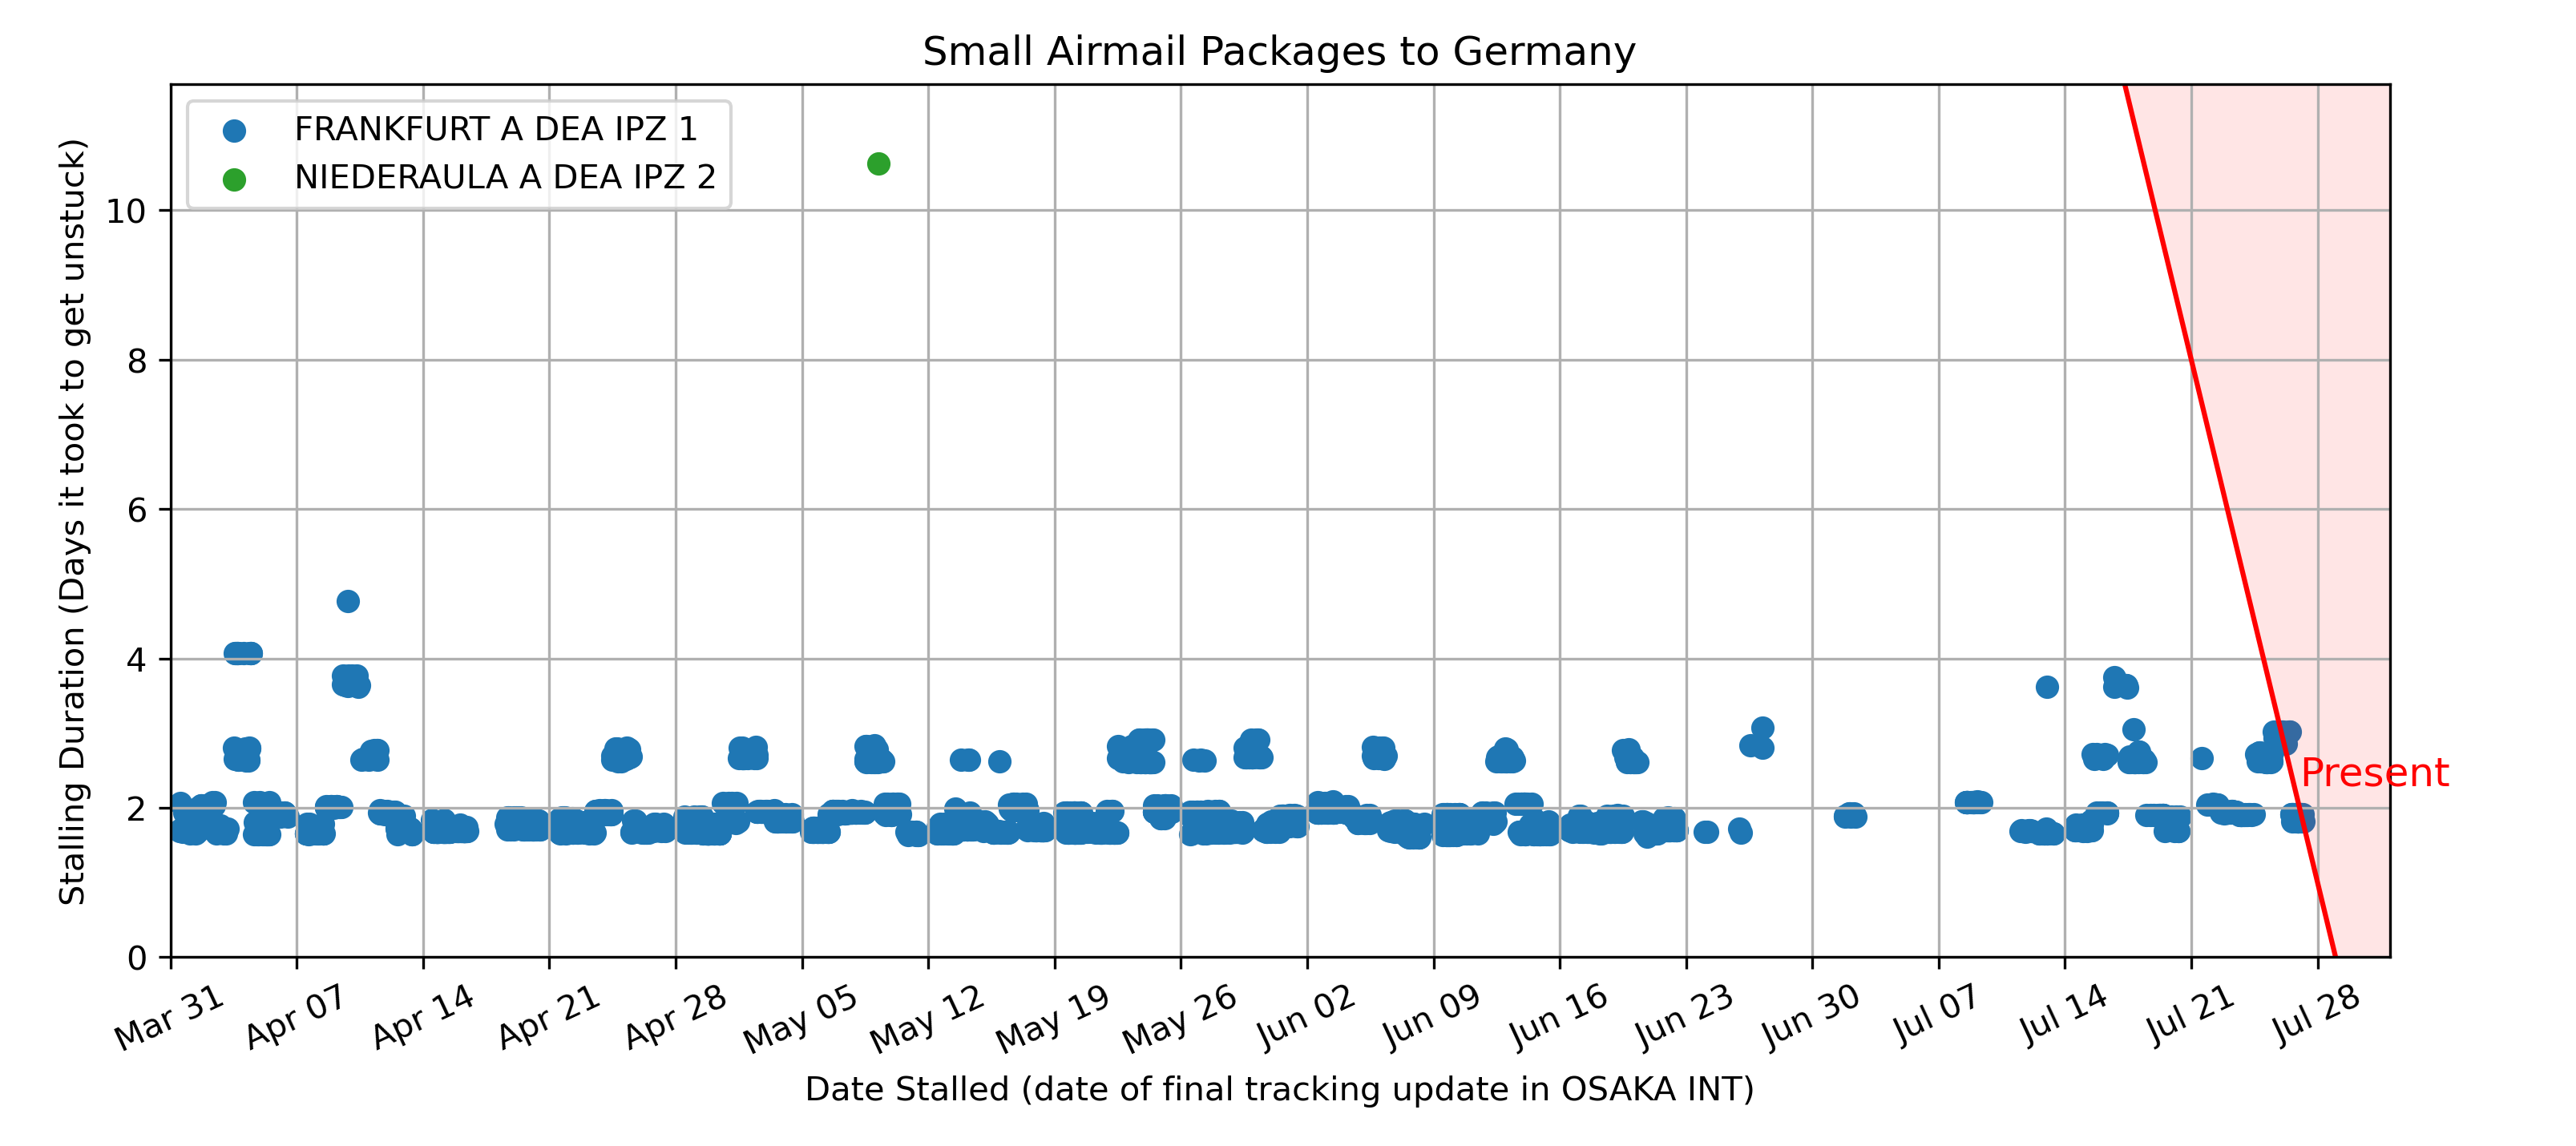 Small Airmail Packages to Germany
FRANKFURT A DEA IPZ 1
NIEDERAULA A DEA IPZ 2
Stalling Duration (Days it took to get unstuck)
10
8
6
4
2
0
Present
Mar 31
Apr 07
Apr 14
Apr 21
Apr 28
May 05
May 12
May 19
May 26
Jun 02
Jun 09
Jun 16
Jun 23
Jun 30
Jul 07
Jul 14
Jul 21
Jul 28
Date Stalled (date of final tracking update in OSAKA INT)